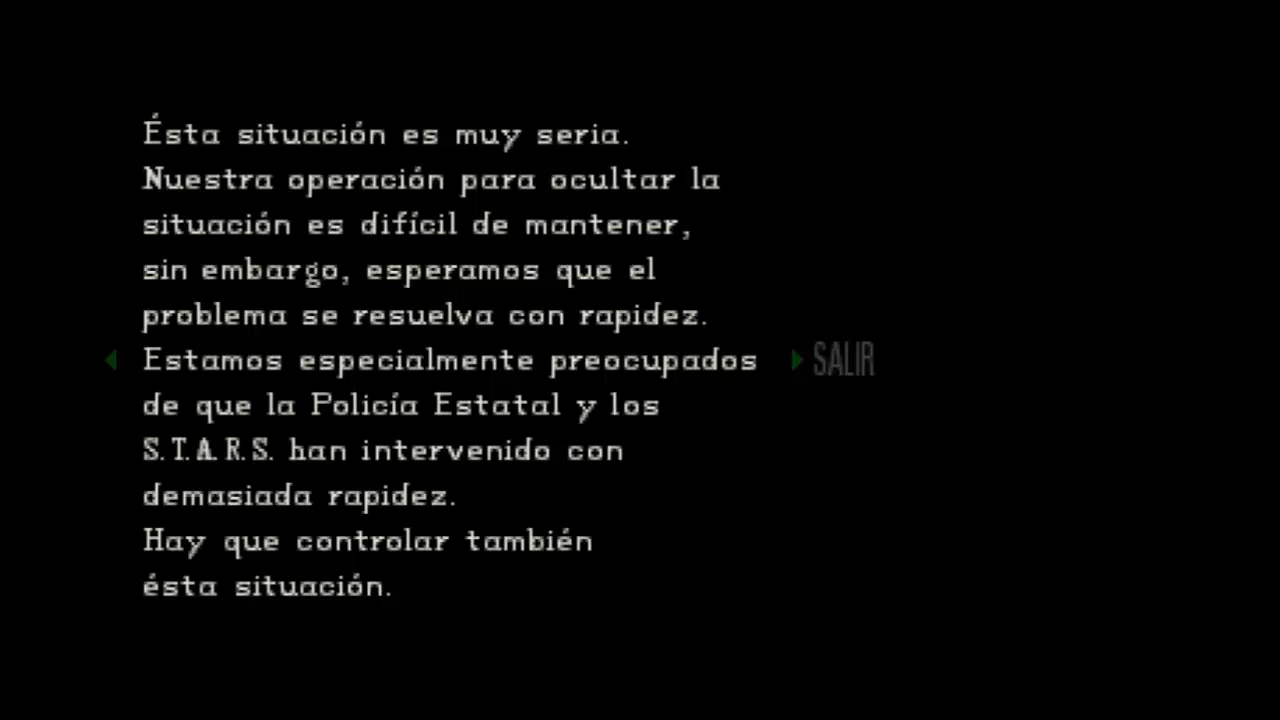 Ésta situación es muy seria.
Nuestra operación para ocultar la
situación es difícil de mantener,
sin embargo, esperamos que el
problema se resuelva con rapidez.
Estamos especialmente preocupados
SALIR
de que la Policía Estatal y los
S.T.A.R.S. han intervenido con
demasiada rapidez.
Hay que controlar también
ésta situación.